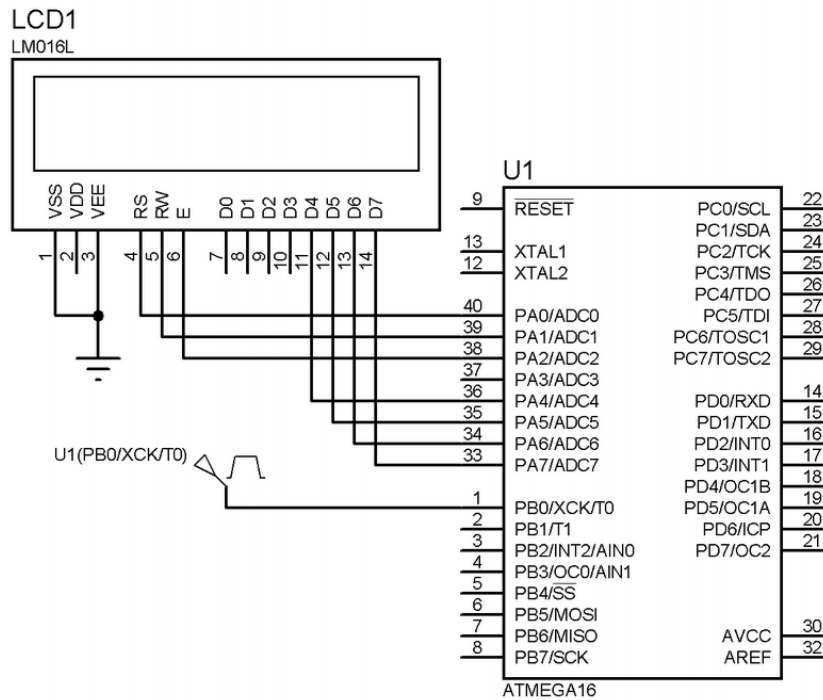 LCD1
LM016L
VSS
VDD
VEE
RS
RW
E
D0
D1
D2
D3
D4
D5
D6
D7
1
2
3
4
5
6
7
8
9
10
11
12
13
14
U1(PB0/XCK/T0)
U1
9 RESET
13 XTAL1
12 XTAL2
40 PA0/ADC0
39 PA1/ADC1
38 PA2/ADC2
37 PA3/ADC3
36 PA4/ADC4
35 PA5/ADC5
34 PA6/ADC6
33 PA7/ADC7
1 PB0/XCK/T0
2 PB1/T1
3 PB2/INT2/AIN0
4 PB3/OC0/AIN1
5 PB4/SS
6 PB5/MOSI
7 PB6/MISO
8 PB7/SCK
PC0/SCL 22
PC1/SDA 23
PC2/TCK 24
PC3/TMS 25
PC4/TDO 26
PC5/TDI 27
PC6/TOSC1 28
PC7/TOSC2 29
PD0/RXD 14
PD1/TXD 15
PD2/INT0 16
PD3/INT1 17
PD4/OC1B 18
PD5/OC1A 19
PD6/ICP 20
PD7/OC2 21
AVCC 30
AREF 32
ATMEGA16